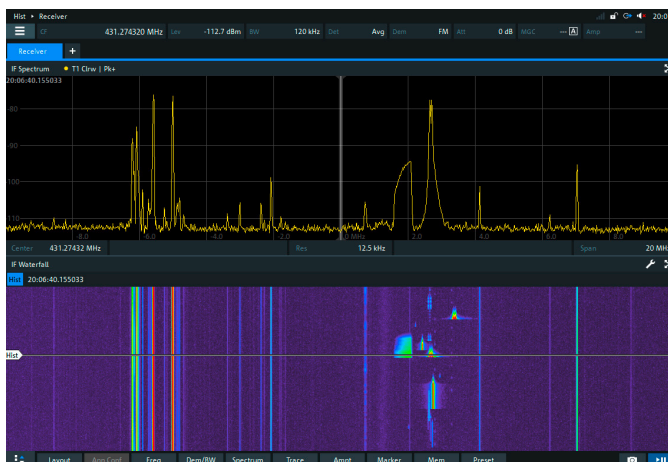 Hist ▸ Receiver 20:0
CF 431.274320 MHz Lev -112.7 dBm BW 120 kHz Det Avg Dem FM Att 0 dB MGC — A Amp —
Receiver +
IF Spectrum • T1 Clrw | Pk+
20:06:40.155033
-80
-90
-100
-110
-8.0 -6.0 -4.0 -2.0 0 MHz 2.0 4.0 6.0 8.0
Center 431.27432 MHz Res 12.5 kHz Span 20 MH
IF Waterfall
Hist 20:06:40.155033
Hist
Layout App Conf Freq Dem/BW Spectrum Trace Ampt Marker Mem Preset